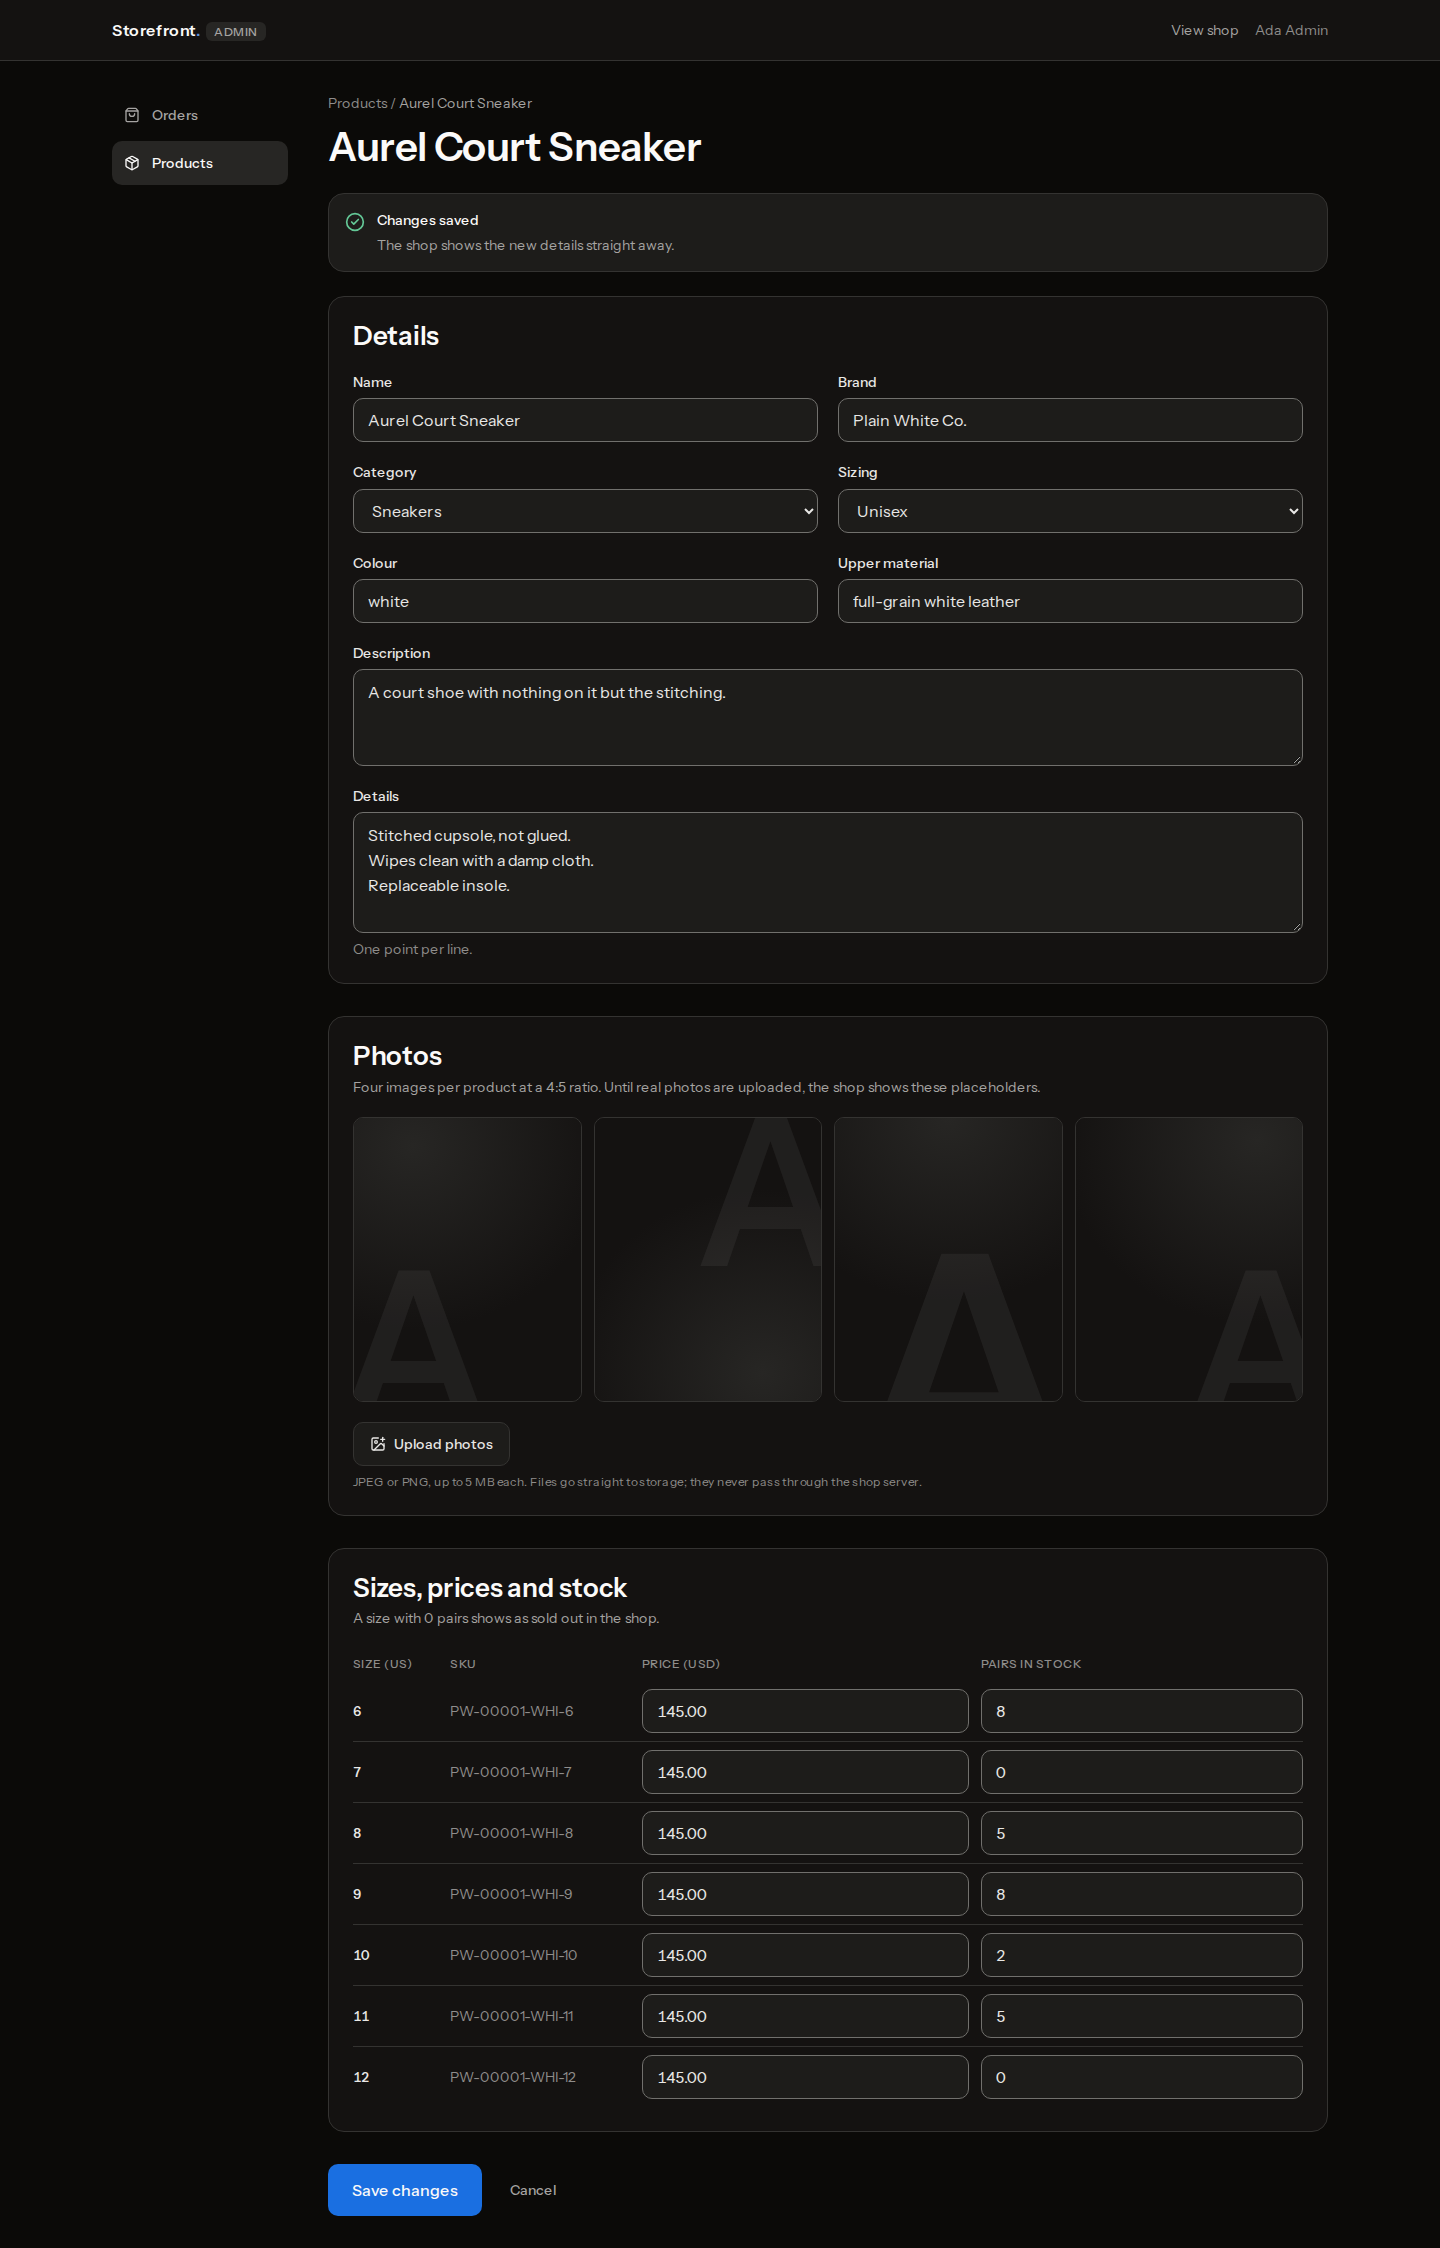 Storefront. ADMIN
View shop Ada Admin
Orders
Products
Products / Aurel Court Sneaker
Aurel Court Sneaker
Changes saved
The shop shows the new details straight away.
Details
Name Brand
Aurel Court Sneaker Plain White Co.
Category Sizing
Sneakers Unisex
Colour Upper material
white full-grain white leather
Description
A court shoe with nothing on it but the stitching.
Details
Stitched cupsole, not glued.
Wipes clean with a damp cloth.
Replaceable insole.
One point per line.
Photos
Four images per product at a 4:5 ratio. Until real photos are uploaded, the shop shows these placeholders.
A A A A
Upload photos
JPEG or PNG, up to 5 MB each. Files go straight to storage; they never pass through the shop server.
Sizes, prices and stock
A size with 0 pairs shows as sold out in the shop.
SIZE (US) SKU PRICE (USD) PAIRS IN STOCK
6 PW-00001-WHI-6 145.00 8
7 PW-00001-WHI-7 145.00 0
8 PW-00001-WHI-8 145.00 5
9 PW-00001-WHI-9 145.00 8
10 PW-00001-WHI-10 145.00 2
11 PW-00001-WHI-11 145.00 5
12 PW-00001-WHI-12 145.00 0
Save changes Cancel